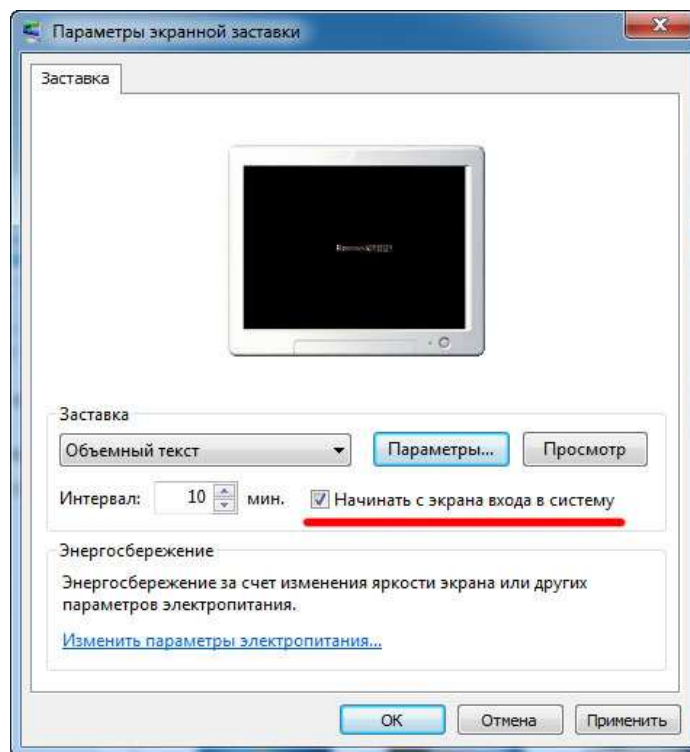 Параметры экранной заставки
Заставка
Заставка
Объемный текст
Параметры...
Просмотр
Интервал: 10 мин. Начинать с экрана входа в систему
Энергосбережение
Энергосбережение за счет изменения яркости экрана или других
параметров электропитания.
Изменить параметры электропитания...
ОК
Отмена
Применить